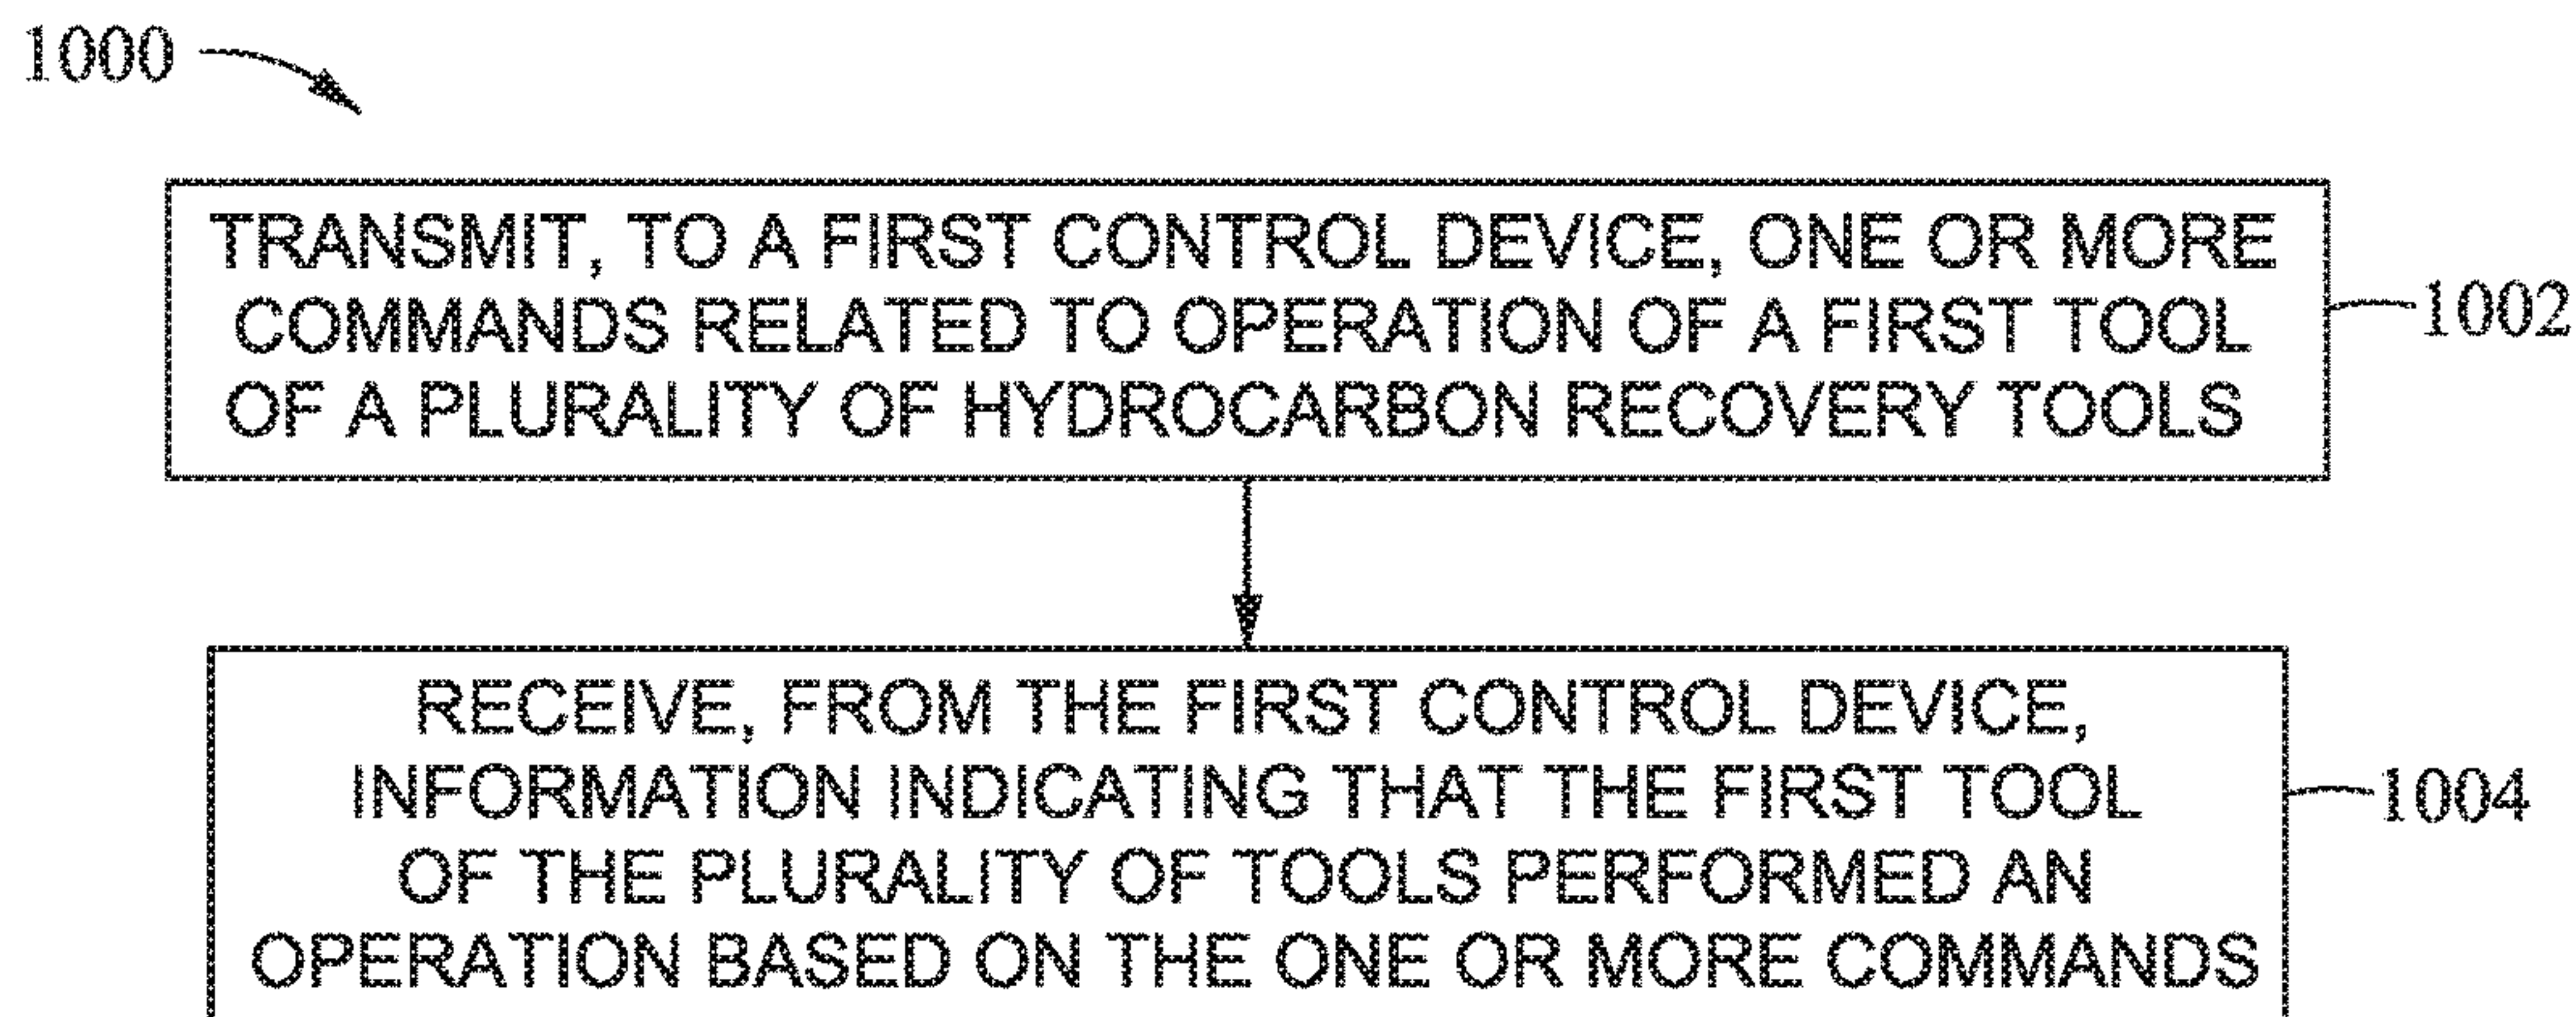 1000
TRANSMIT, TO A FIRST CONTROL DEVICE, ONE OR MORE
COMMANDS RELATED TO OPERATION OF A FIRST TOOL
OF A PLURALITY OF HYDROCARBON RECOVERY TOOLS
1002
RECEIVE, FROM THE FIRST CONTROL DEVICE,
INFORMATION INDICATING THAT THE FIRST TOOL
OF THE PLURALITY OF TOOLS PERFORMED AN
OPERATION BASED ON THE ONE OR MORE COMMANDS
1004